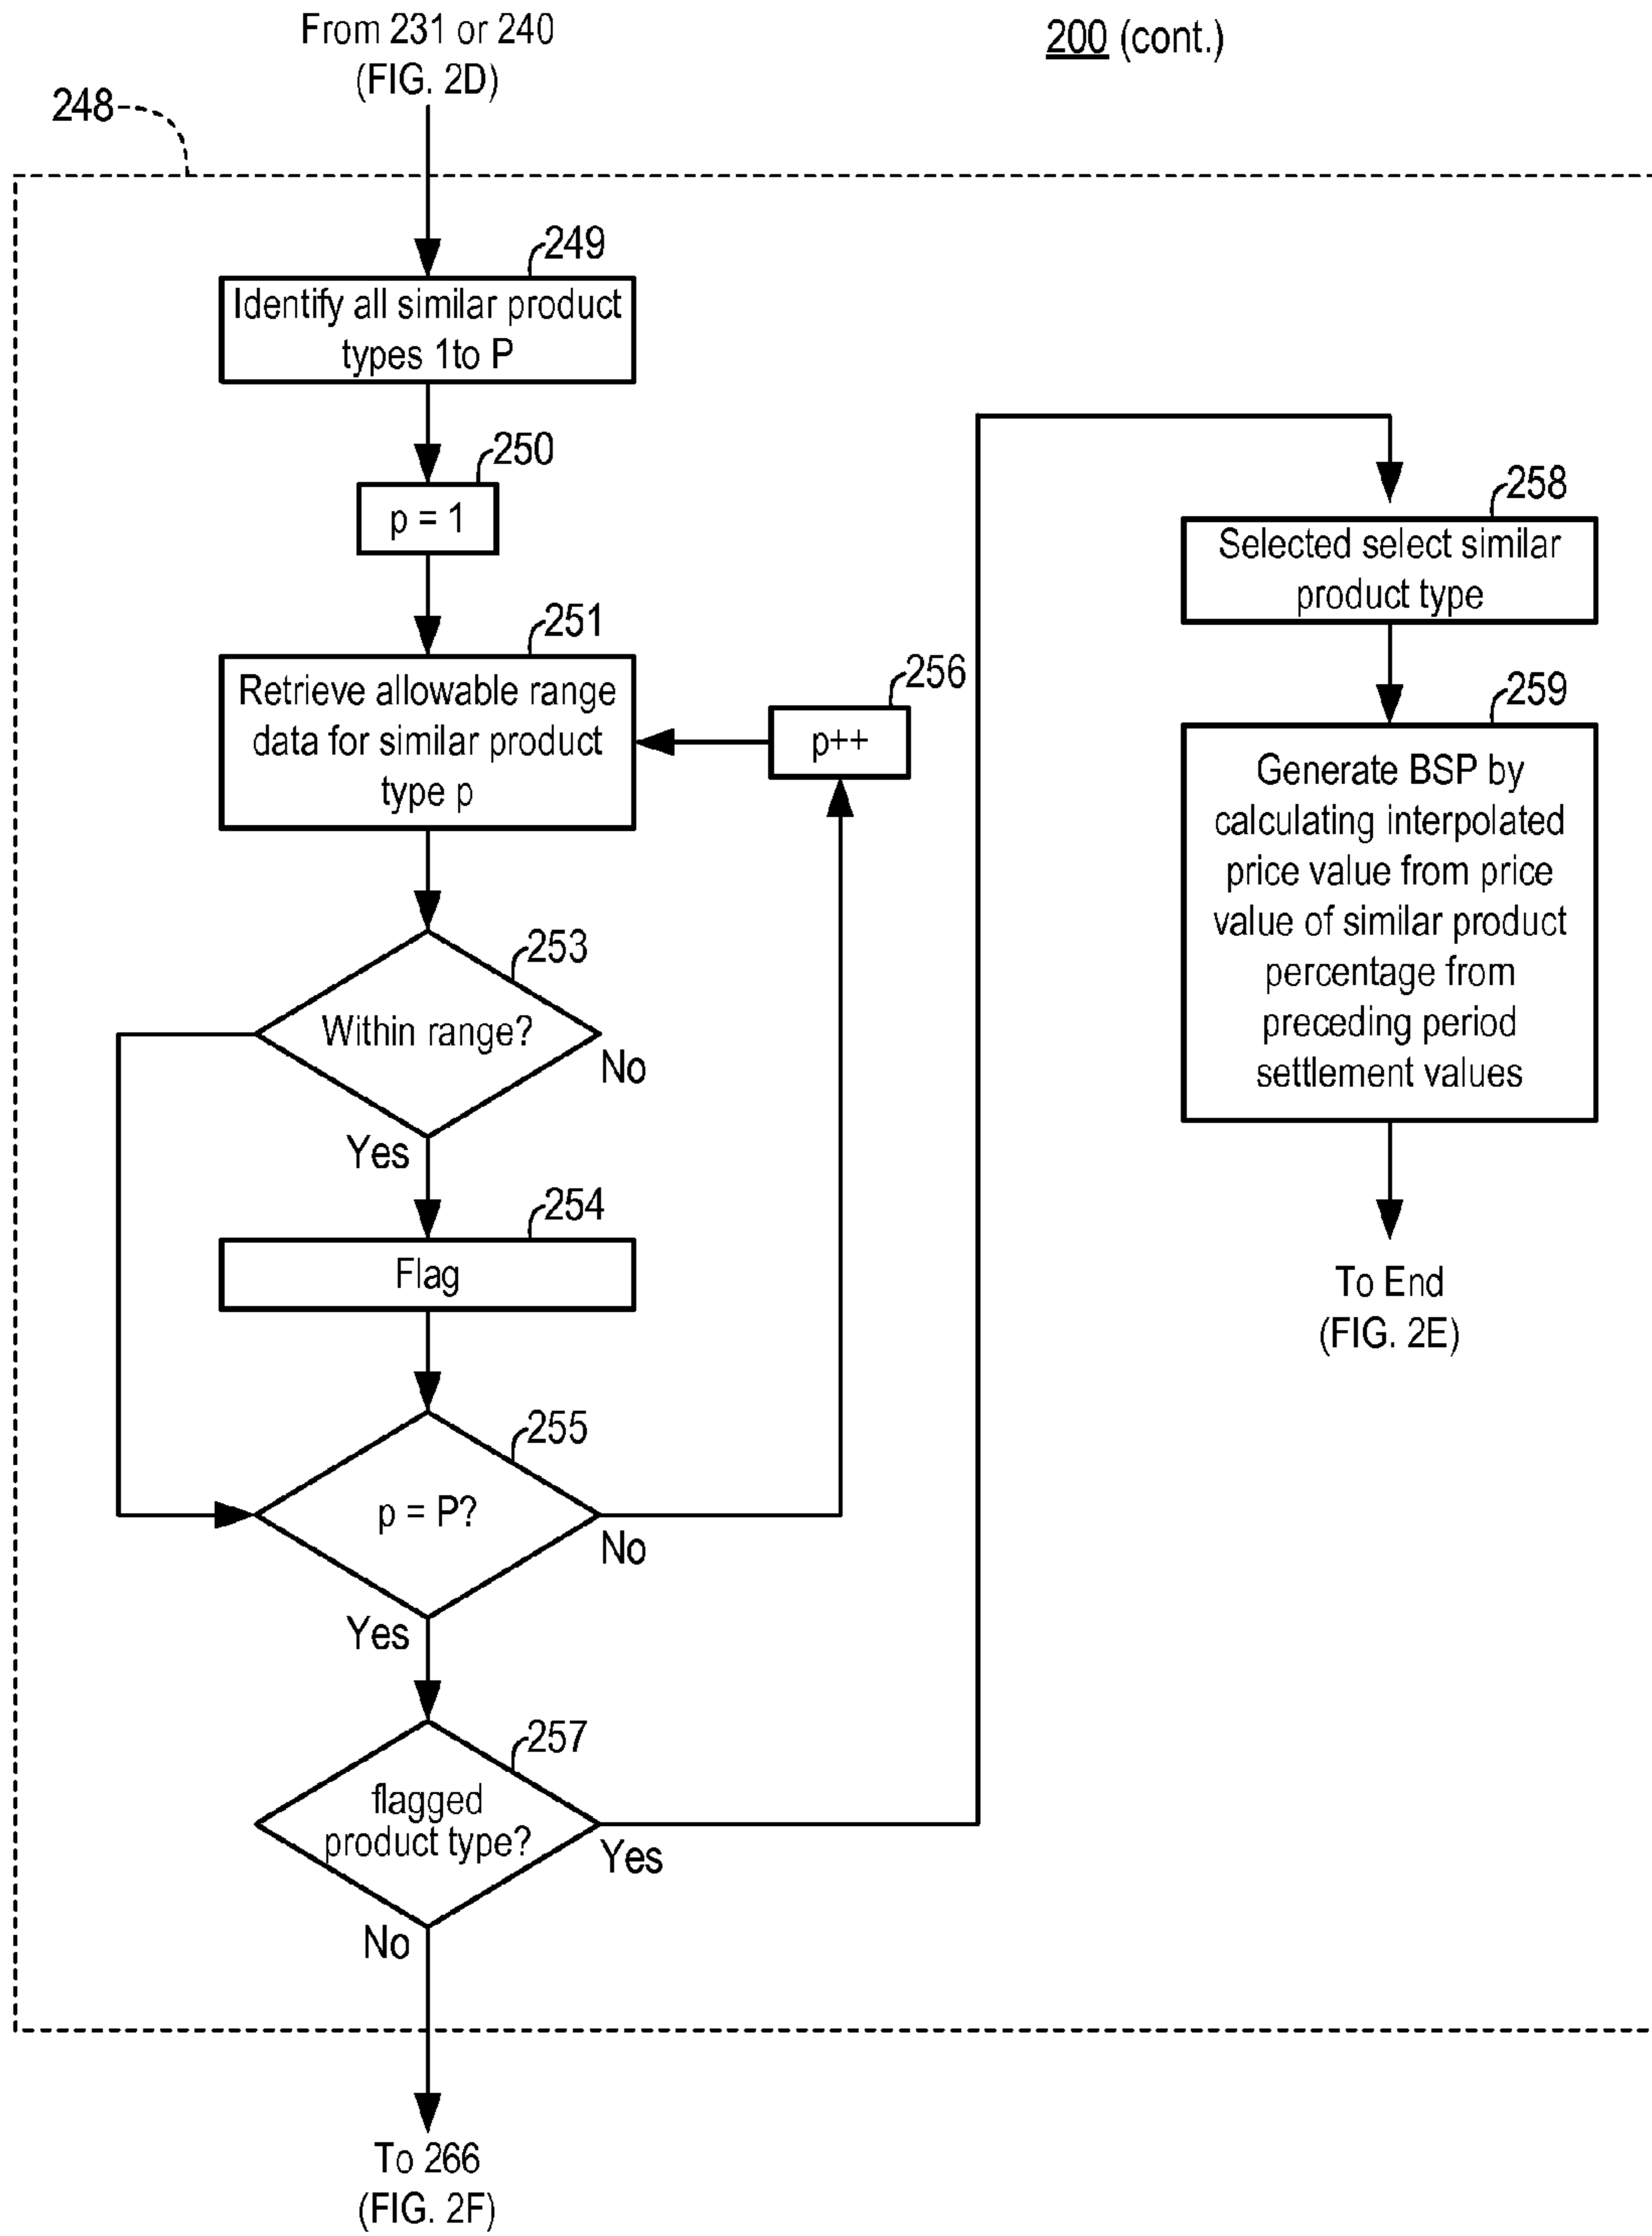 From 231 or 240
(FIG. 2D)
200 (cont.)
248
249
Identify all similar product
types 1to P
250
p = 1
251
Retrieve allowable range
data for similar product
type p
256
p++
253
Within range?
No
Yes
254
Flag
255
p = P?
No
Yes
257
flagged
product type?
Yes
No
To 266
(FIG. 2F)
258
Selected select similar
product type
259
Generate BSP by
calculating interpolated
price value from price
value of similar product
percentage from
preceding period
settlement values
To End
(FIG. 2E)